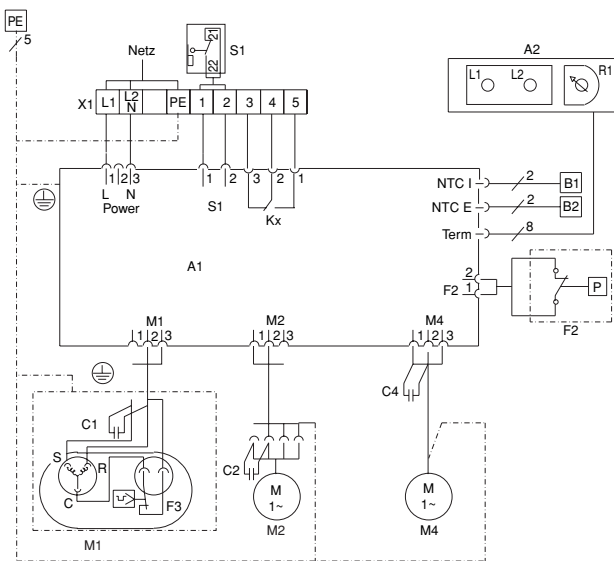 PE
5
Netz
21
22
S1
A2
L1 L2 R1
X1 L1 L2 N PE 1 2 3 4 5
1 2 3 1 2 3 2 1
L N
Power
S1
Kx
NTC I 2 B1
NTC E 2 B2
Term 8
A1
2
1
F2
P
F2
M1 M2 M4
1 2 3 1 2 3 1 2 3
C1
C4
S R
C
F3
C2
M
1~
M
1~
M1
M2
M4